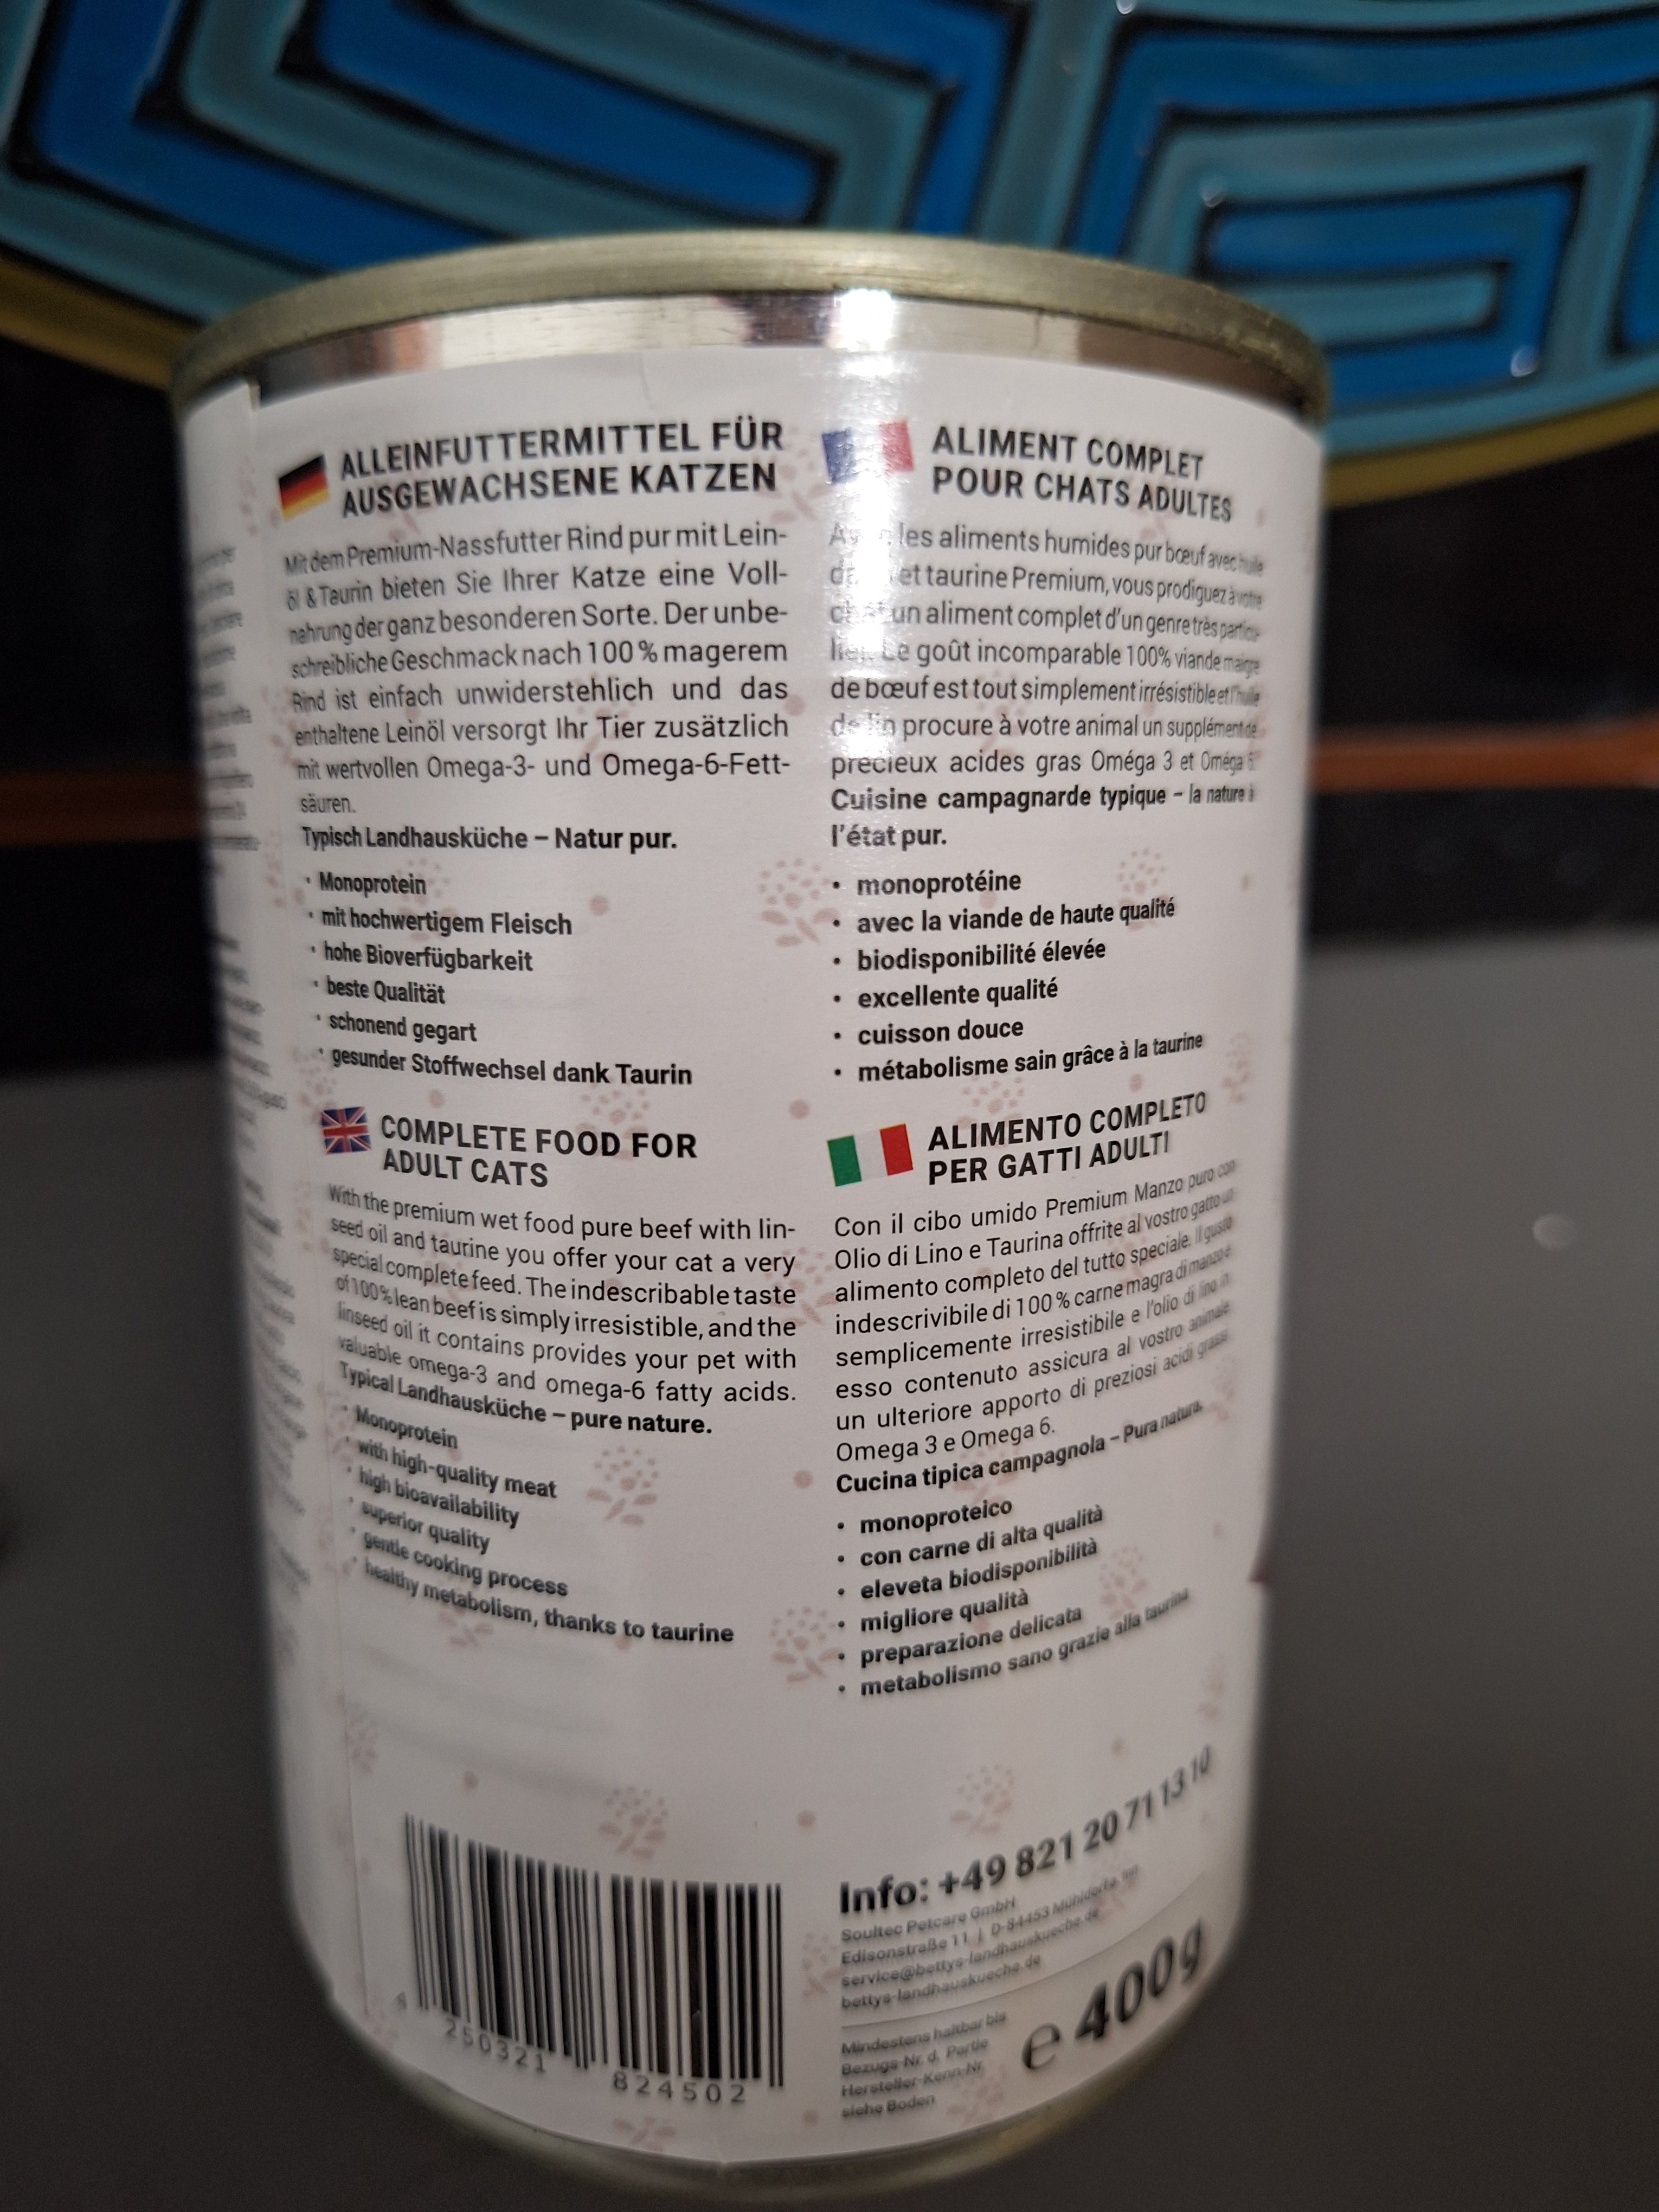 ALLEINFUTTERMITTEL FÜR
AUSGEWACHSENE KATZEN
Mit dem Premium-Nassfutter Rind pur mit Lein-
öl & Taurin bieten Sie Ihrer Katze eine Voll-
nahrung der ganz besonderen Sorte. Der unbe-
schreibliche Geschmack nach 100 % magerem
Rind ist einfach unwiderstehlich und das
enthaltene Leinöl versorgt Ihr Tier zusätzlich
mit wertvollen Omega-3- und Omega-6-Fett-
säuren.
Typisch Landhausküche – Natur pur.
· Monoprotein
· mit hochwertigem Fleisch
· hohe Bioverfügbarkeit
· beste Qualität
· schonend gegart
· gesunder Stoffwechsel dank Taurin
COMPLETE FOOD FOR
ADULT CATS
With the premium wet food pure beef with lin-
seed oil and taurine you offer your cat a very
special complete feed. The indescribable taste
of 100% lean beef is simply irresistible, and the
linseed oil it contains provides your pet with
valuable omega-3 and omega-6 fatty acids.
Typical Landhausküche – pure nature.
· Monoprotein
· with high-quality meat
· high bioavailability
· superior quality
· gentle cooking process
· healthy metabolism, thanks to taurine
250321 824502
ALIMENT COMPLET
POUR CHATS ADULTES
les aliments humides pur bœuf avec huile
et taurine Premium, vous prodiguez à votre
un aliment complet d'un genre très particu-
Le goût incomparable 100% viande maigre
de bœuf est tout simplement irrésistible et l'huile
de lin procure à votre animal un supplément de
précieux acides gras Oméga 3 et Oméga 6.
Cuisine campagnarde typique – la nature à
l'état pur.
• monoprotéine
• avec la viande de haute qualité
• biodisponibilité élevée
• excellente qualité
• cuisson douce
• métabolisme sain grâce à la taurine
ALIMENTO COMPLETO
PER GATTI ADULTI
Con il cibo umido Premium Manzo puro con
Olio di Lino e Taurina offrite al vostro gatto un
alimento completo del tutto speciale. Il gusto
indescrivibile di 100 % carne magra di manzo è
semplicemente irresistibile e l'olio di lino in
esso contenuto assicura al vostro animale
un ulteriore apporto di preziosi acidi grassi
Omega 3 e Omega 6.
Cucina tipica campagnola – Pura natura.
• monoproteico
• con carne di alta qualità
• eleveta biodisponibilità
• migliore qualità
• preparazione delicata
• metabolismo sano grazie alla taurina
Info: +49 821 20 71 13 10
Soultec Petcare GmbH
Edisonstraße 11 | D-84453 Mühldorf
service@bettys-landhauskueche.de
bettys-landhauskueche.de
Mindestens haltbar bis
Bezugs-Nr. d. Partie
Hersteller-Kenn-Nr.
siehe Boden
e 400g